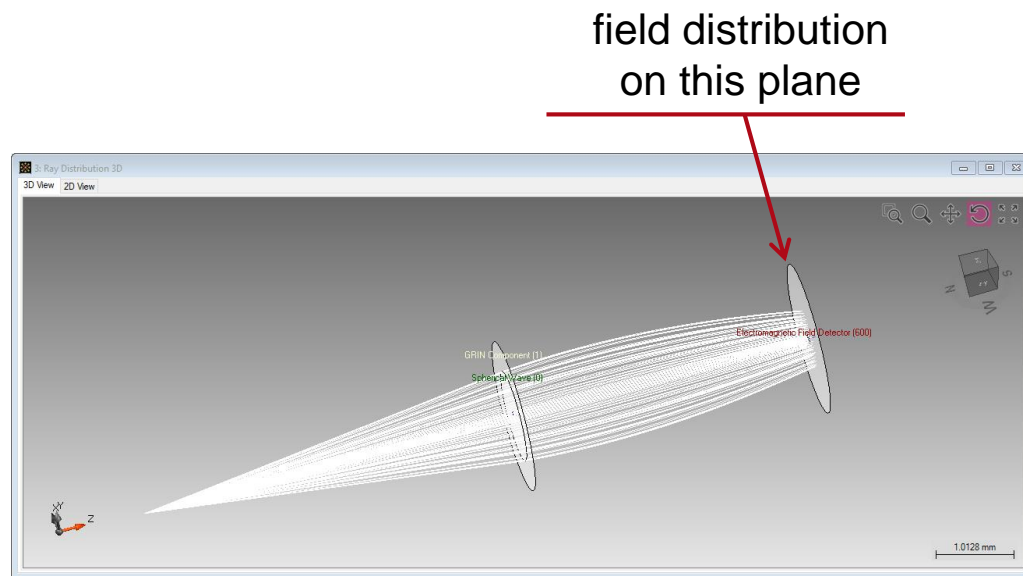 field distribution
on this plane
3: Ray Distribution 3D
3D View 2D View
Electromagnetic Field Detector (600)
GRIN Component (1)
Spherical Wave (0)
Z
1.0128 mm